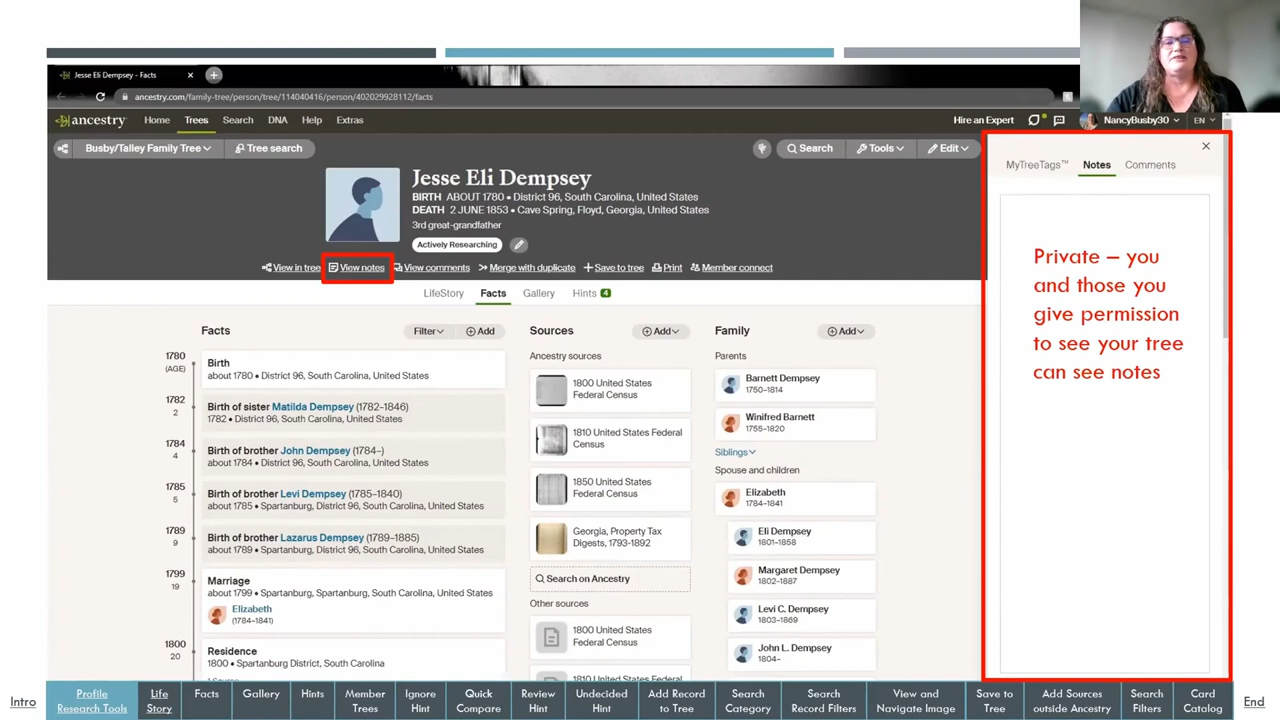 Jesse Eli Dempsey - Facts
ancestry.com/family-tree/person/tree/114040416/person/402029928112/facts
ancestry Home Trees Search DNA Help Extras Hire an Expert NancyBusby30 EN
Busby/Talley Family Tree Tree search Search Tools Edit
Jesse Eli Dempsey
BIRTH ABOUT 1780 • District 96, South Carolina, United States
DEATH 2 JUNE 1853 • Cave Spring, Floyd, Georgia, United States
3rd great-grandfather
Actively Researching
View in tree View notes View comments Merge with duplicate Save to tree Print Member connect
LifeStory Facts Gallery Hints 4
Facts Filter Add
1780
(AGE)
Birth
about 1780 • District 96, South Carolina, United States
1782
2
Birth of sister Matilda Dempsey (1782–1846)
1782 • District 96, South Carolina, United States
1784
4
Birth of brother John Dempsey (1784–)
about 1784 • District 96, South Carolina, United States
1785
5
Birth of brother Levi Dempsey (1785–1840)
about 1785 • Spartanburg, District 96, South Carolina, United States
1789
9
Birth of brother Lazarus Dempsey (1789–1885)
about 1789 • Spartanburg, District 96, South Carolina, United States
1799
19
Marriage
about 1799 • Spartanburg, Spartanburg, South Carolina, United States
Elizabeth
(1784–1841)
1800
20
Residence
1800 • Spartanburg District, South Carolina
Sources Add
Ancestry sources
1800 United States
Federal Census
1810 United States Federal
Census
1850 United States
Federal Census
Georgia, Property Tax
Digests, 1793-1892
Search on Ancestry
Other sources
1800 United States
Federal Census
1810 United States Federal
Family Add
Parents
Barnett Dempsey
1750–1814
Winifred Barnett
1755–1820
Siblings
Spouse and children
Elizabeth
1784–1841
Eli Dempsey
1801–1858
Margaret Dempsey
1802–1887
Levi C. Dempsey
1803–1869
John L. Dempsey
1804–
MyTreeTags™ Notes Comments
Private – you
and those you
give permission
to see your tree
can see notes
Intro
Profile
Research Tools
Life
Story
Facts
Gallery
Hints
Member
Trees
Ignore
Hint
Quick
Compare
Review
Hint
Undecided
Hint
Add Record
to Tree
Search
Category
Search
Record Filters
View and
Navigate Image
Save to
Tree
Add Sources
outside Ancestry
Search
Filters
Card
Catalog
End